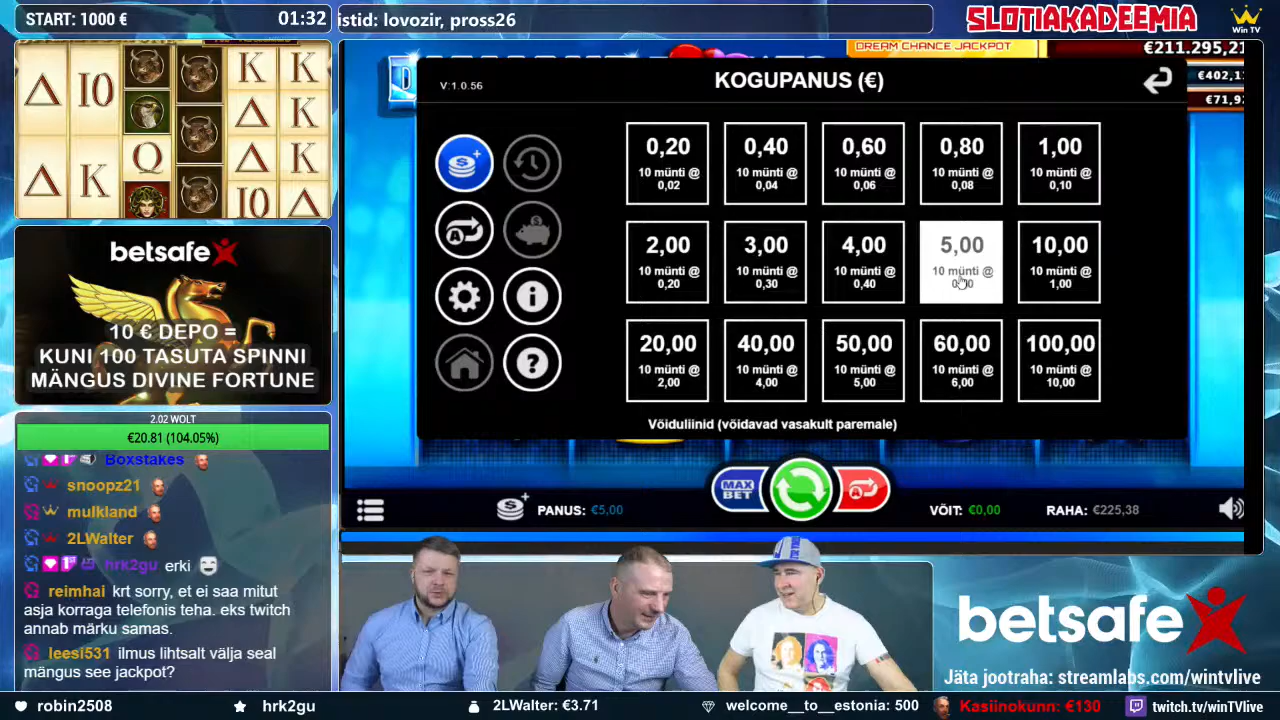 START: 1000 €
01:32
istid: lovozir, pross26
SLOTIAKADEEMIA
Win TV
DREAM CHANCE JACKPOT
€211.295,21
V:1.0.56
KOGUPANUS (€)
0,20
10 münti @
0,02
0,40
10 münti @
0,04
0,60
10 münti @
0,06
0,80
10 münti @
0,08
1,00
10 münti @
0,10
2,00
10 münti @
0,20
3,00
10 münti @
0,30
4,00
10 münti @
0,40
5,00
10 münti @
10,00
10 münti @
1,00
20,00
10 münti @
2,00
40,00
10 münti @
4,00
50,00
10 münti @
5,00
60,00
10 münti @
6,00
100,00
10 münti @
10,00
Võiduliinid (võidavad vasakult paremale)
MAX
BET
PANUS: €5,00
VÕIT: €0,00
RAHA: €225,38
K K
10
K
K
Q
K
10
betsafe
10 € DEPO =
KUNI 100 TASUTA SPINNI
MÄNGUS DIVINE FORTUNE
2.02 WOLT
€20.81 (104.05%)
Boxstakes
snoopz21
mulkland
2LWalter
hrk2gu erki
reimhai krt sorry, et ei saa mitut
asja korraga telefonis teha. eks twitch
annab märku samas.
leesi531 ilmus lihtsalt välja seal
mängus see jackpot?
betsafe
Jäta jootraha: streamlabs.com/wintvlive
robin2508
hrk2gu
2LWalter: €3.71
welcome__to__estonia: 500
Kasiinokunn: €130
twitch.tv/winTVlive